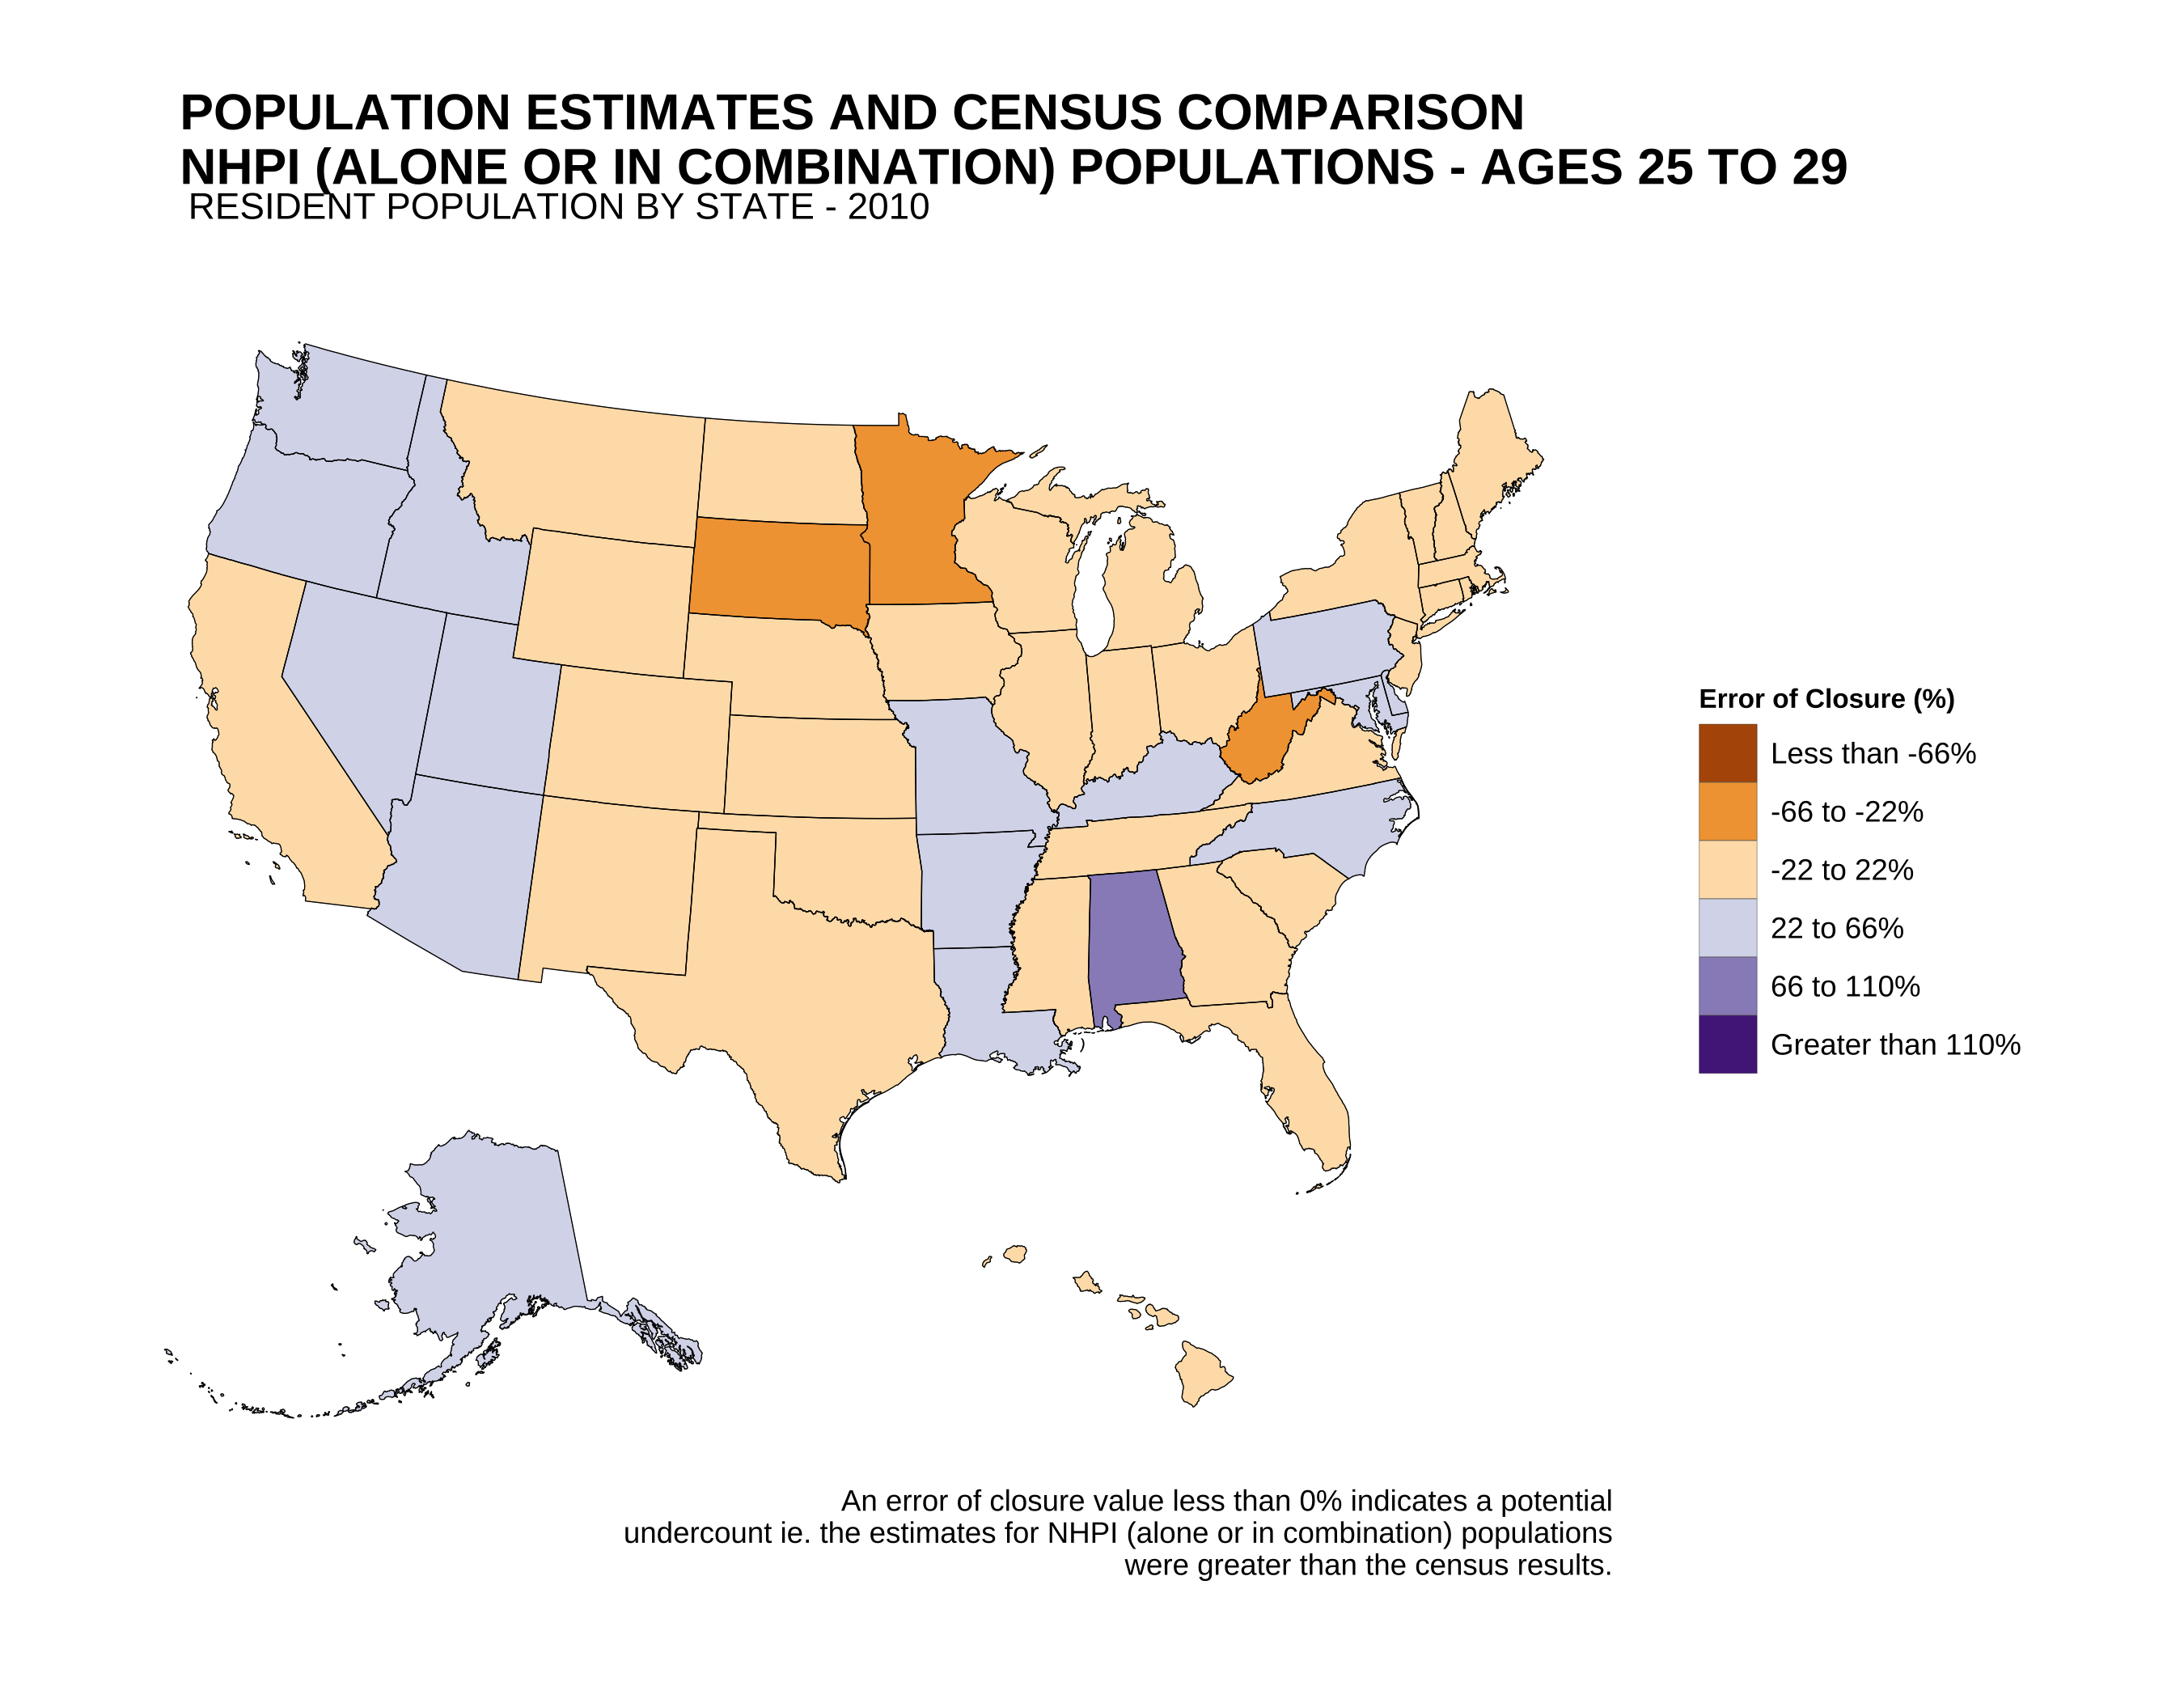 POPULATION ESTIMATES AND CENSUS COMPARISON
NHPI (ALONE OR IN COMBINATION) POPULATIONS - AGES 25 TO 29
RESIDENT POPULATION BY STATE - 2010
Error of Closure (%)
Less than -66%
-66 to -22%
-22 to 22%
22 to 66%
66 to 110%
Greater than 110%
An error of closure value less than 0% indicates a potential
undercount ie. the estimates for NHPI (alone or in combination) populations
were greater than the census results.